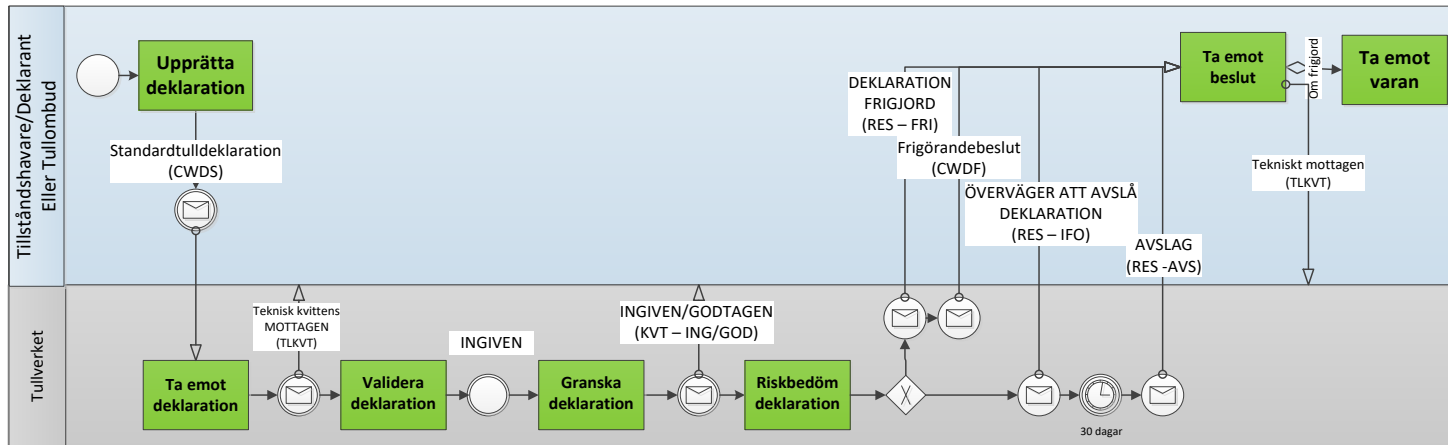 Tillståndshavare/Deklarant
Eller Tullombud
Upprätta
deklaration
Standardtulldeklaration
(CWDS)
DEKLARATION
FRIGJORD
(RES – FRI)
Frigörandebeslut
(CWDF)
ÖVERVÄGER ATT AVSLÅ
DEKLARATION
(RES – IFO)
AVSLAG
(RES -AVS)
Ta emot
beslut
Om frigjord
Ta emot
varan
Tekniskt mottagen
(TLKVT)
Tullverket
Ta emot
deklaration
Teknisk kvittens
MOTTAGEN
(TLKVT)
Validera
deklaration
INGIVEN
Granska
deklaration
INGIVEN/GODTAGEN
(KVT – ING/GOD)
Riskbedöm
deklaration
X
30 dagar